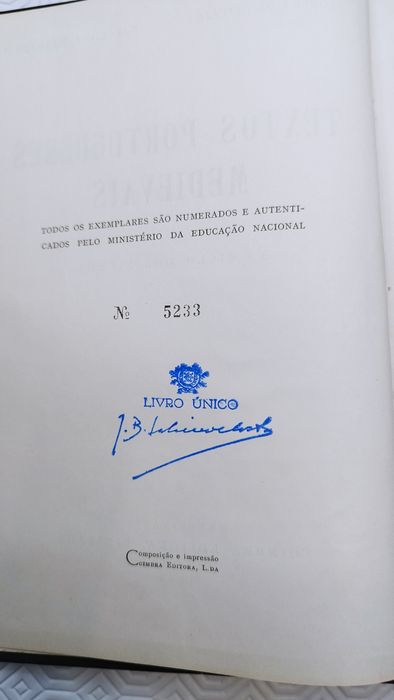 TODOS OS EXEMPLARES SÃO NUMERADOS E AUTENTI-
CADOS PELO MINISTÉRIO DA EDUCAÇÃO NACIONAL
№ 5233
LIVRO ÚNICO
J. B.
Composição e impressão
COIMBRA EDITORA, L.DA